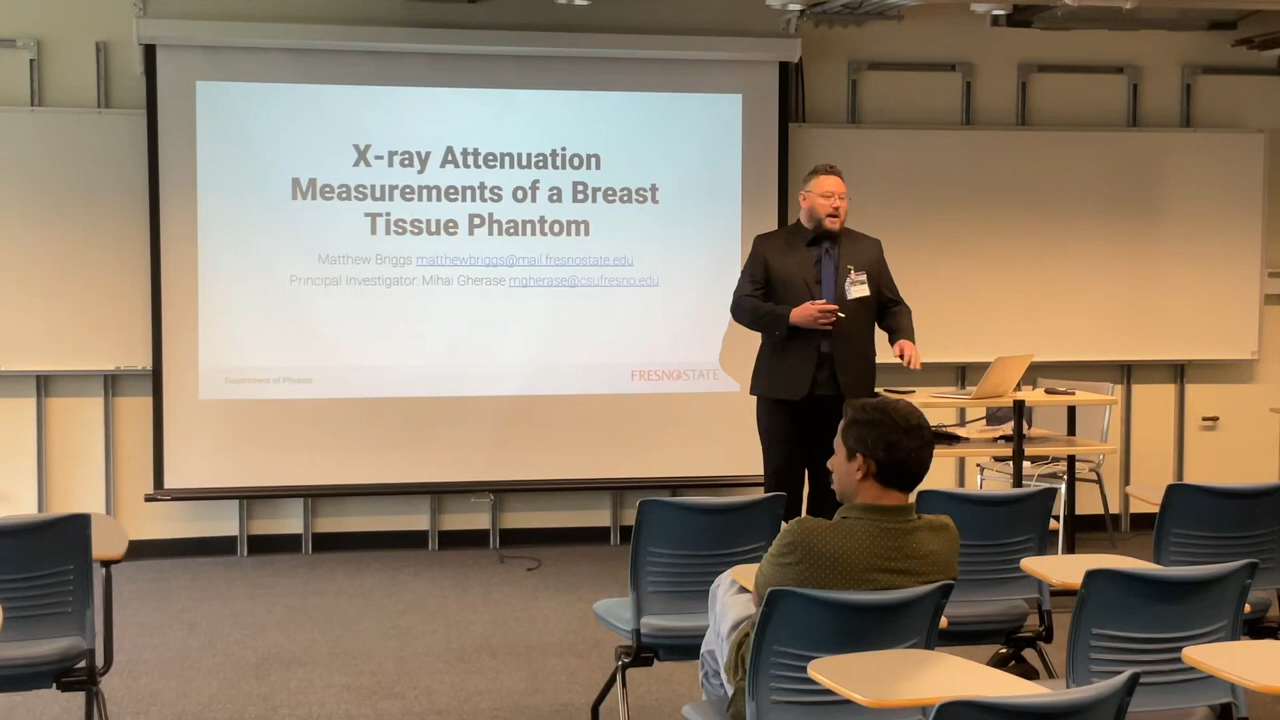 X-ray Attenuation
Measurements of a Breast
Tissue Phantom
Matthew Briggs matthewbriggs@mail.fresnostate.edu
Principal Investigator: Mihai Gherase mgherase@csufresno.edu
Department of Physics
FRESNO STATE